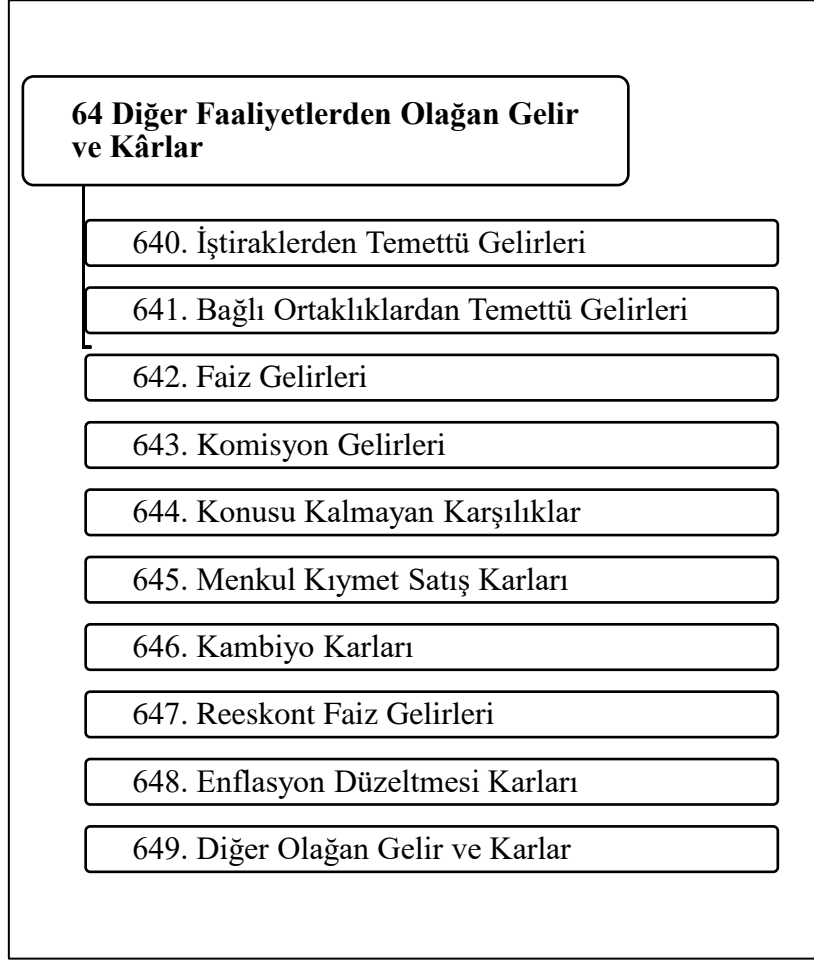 64 Diğer Faaliyetlerden Olağan Gelir
ve Kârlar
640. İştiraklerden Temettü Gelirleri
641. Bağlı Ortaklıklardan Temettü Gelirleri
642. Faiz Gelirleri
643. Komisyon Gelirleri
644. Konusu Kalmayan Karşılıklar
645. Menkul Kıymet Satış Karları
646. Kambiyo Karları
647. Reeskont Faiz Gelirleri
648. Enflasyon Düzeltmesi Karları
649. Diğer Olağan Gelir ve Karlar